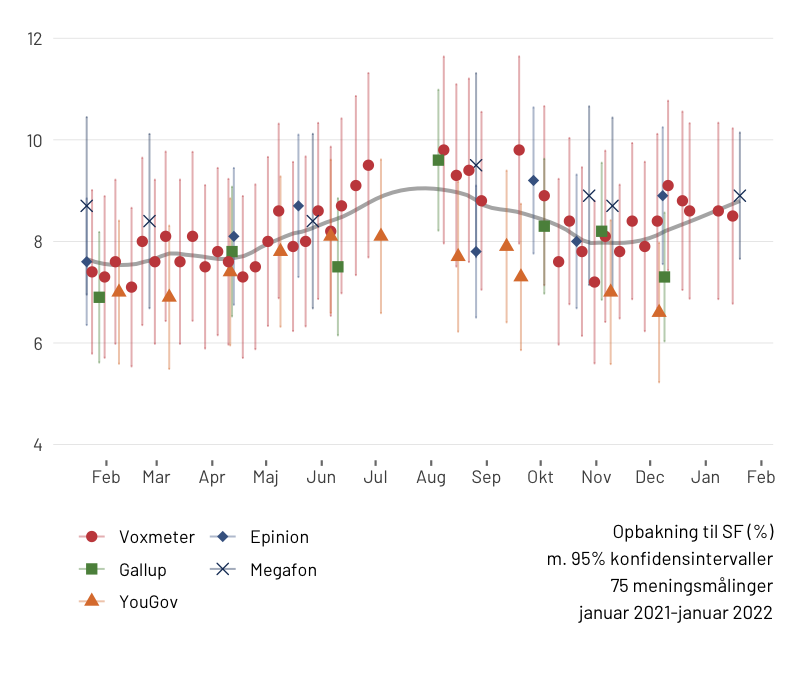 12
10
8
6
4
Feb Mar Apr Maj Jun Jul Aug Sep Okt Nov Dec Jan Feb
Voxmeter Epinion
Gallup Megafon
YouGov
Opbakning til SF (%)
m. 95% konfidensintervaller
75 meningsmålinger
januar 2021-januar 2022